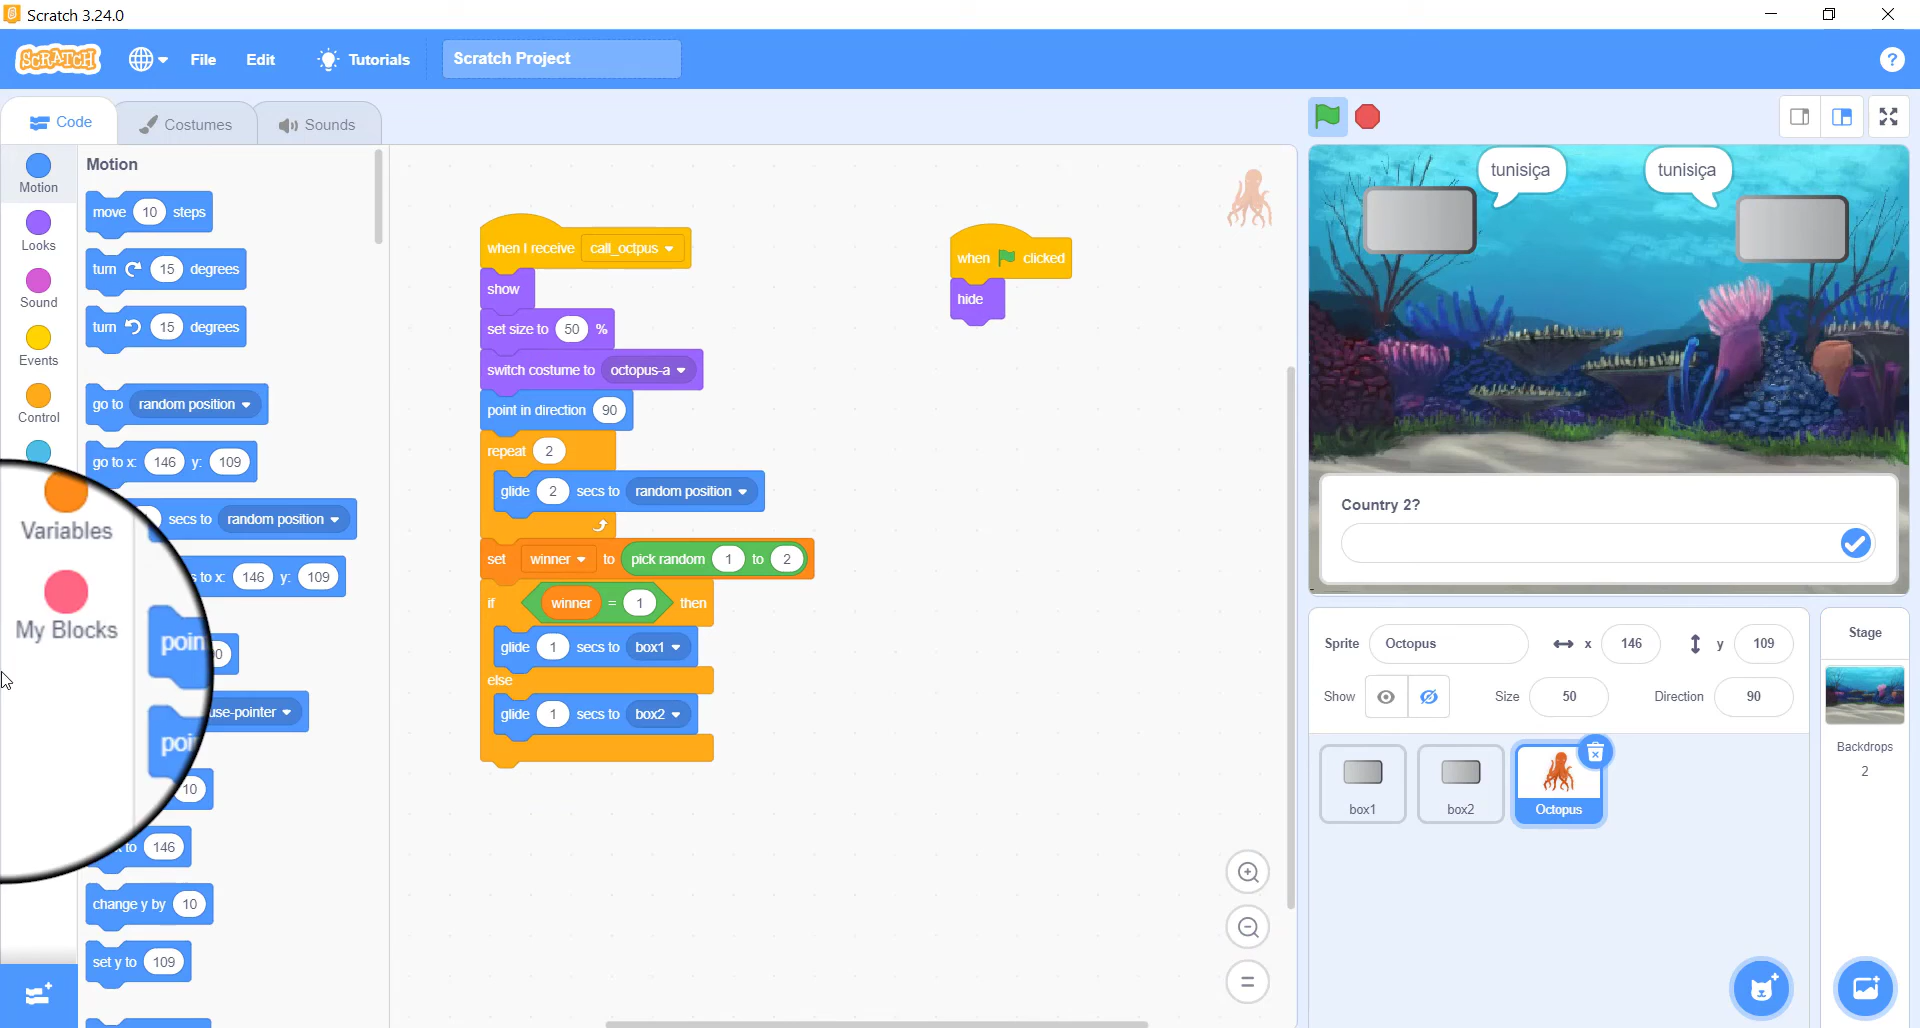 Scratch 3.24.0
SCRATCH
File
Edit
Tutorials
Scratch Project
?
Code
Costumes
Sounds
Motion
Looks
Sound
Events
Control
Variables
My Blocks
Motion
move 10 steps
turn 15 degrees
turn 15 degrees
go to random position
go to x: 146 y: 109
secs to random position
s to x: 146 y: 109
poin
use-pointer
poi
10
to 146
change y by 10
set y to 109
when I receive call_octpus
show
set size to 50 %
switch costume to octopus-a
point in direction 90
repeat 2
glide 2 secs to random position
set winner to pick random 1 to 2
if winner = 1 then
glide 1 secs to box1
else
glide 1 secs to box2
when clicked
hide
tunisiça
tunisiça
Country 2?
Sprite Octopus x 146 y 109
Show Size 50 Direction 90
box1
box2
Octopus
Stage
Backdrops
2